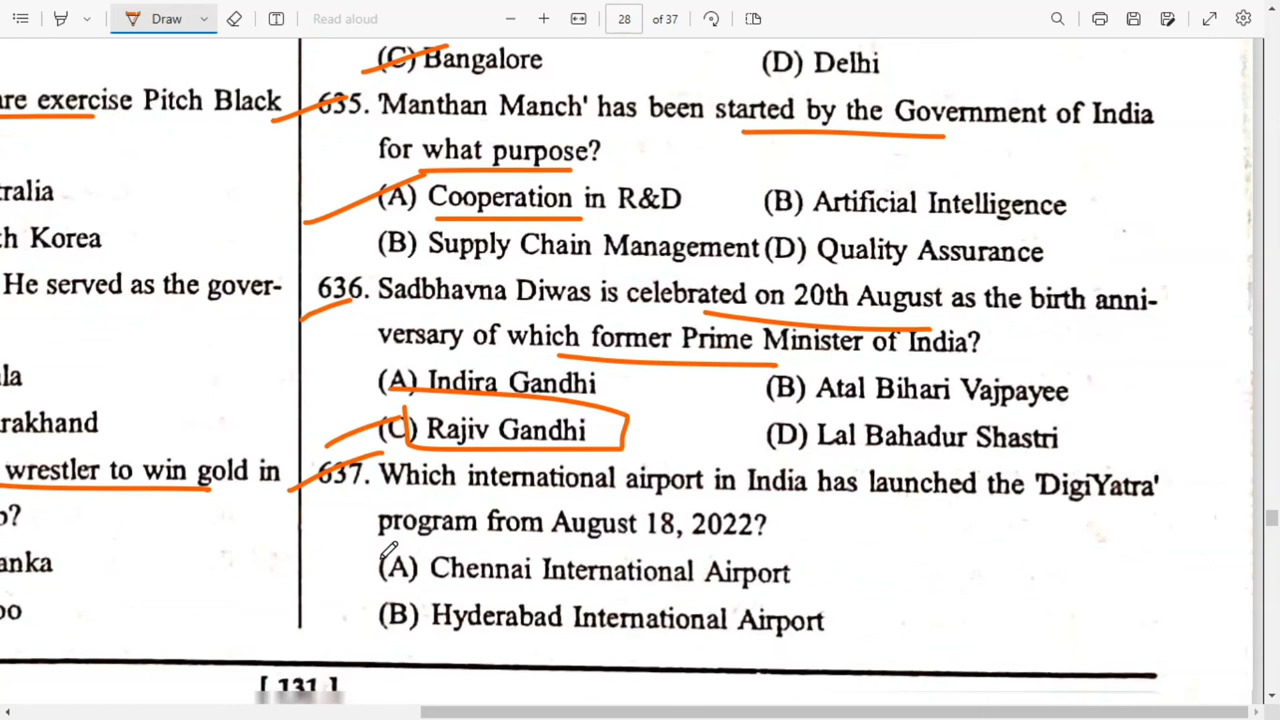 Draw
Read aloud
28 of 37
(C) Bangalore (D) Delhi
are exercise Pitch Black
635. 'Manthan Manch' has been started by the Government of India
for what purpose?
tralia
(A) Cooperation in R&D (B) Artificial Intelligence
th Korea
(B) Supply Chain Management (D) Quality Assurance
He served as the gover-
636. Sadbhavna Diwas is celebrated on 20th August as the birth anni-
versary of which former Prime Minister of India?
la
(A) Indira Gandhi (B) Atal Bihari Vajpayee
rakhand
(C) Rajiv Gandhi (D) Lal Bahadur Shastri
wrestler to win gold in
637. Which international airport in India has launched the 'DigiYatra'
o?
program from August 18, 2022?
anka
(A) Chennai International Airport
oo
(B) Hyderabad International Airport
[ 131 ]